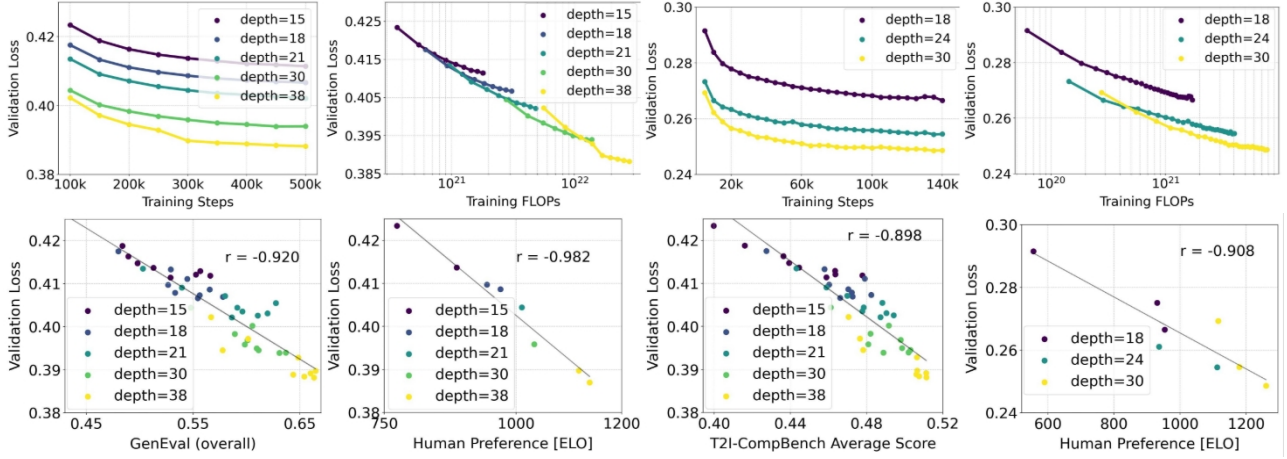 Validation Loss
0.42
0.40
0.38
100k 200k 300k 400k 500k
Training Steps
depth=15
depth=18
depth=21
depth=30
depth=38
Validation Loss
0.425
0.415
0.405
0.395
0.385
10²¹ 10²²
Training FLOPs
depth=15
depth=18
depth=21
depth=30
depth=38
Validation Loss
0.30
0.28
0.26
0.24
20k 60k 100k 140k
Training Steps
depth=18
depth=24
depth=30
Validation Loss
0.30
0.28
0.26
0.24
10²⁰ 10²¹
Training FLOPs
depth=18
depth=24
depth=30
Validation Loss
0.42
0.41
0.40
0.39
0.38
0.45 0.55 0.65
GenEval (overall)
r = -0.920
depth=15
depth=18
depth=21
depth=30
depth=38
Validation Loss
0.42
0.41
0.40
0.39
0.38
750 1000 1200
Human Preference [ELO]
r = -0.982
depth=15
depth=18
depth=21
depth=30
depth=38
Validation Loss
0.42
0.41
0.40
0.39
0.38
0.40 0.44 0.48 0.52
T2I-CompBench Average Score
r = -0.898
depth=15
depth=18
depth=21
depth=30
depth=38
Validation Loss
0.30
0.28
0.26
0.24
600 800 1000 1200
Human Preference [ELO]
r = -0.908
depth=18
depth=24
depth=30